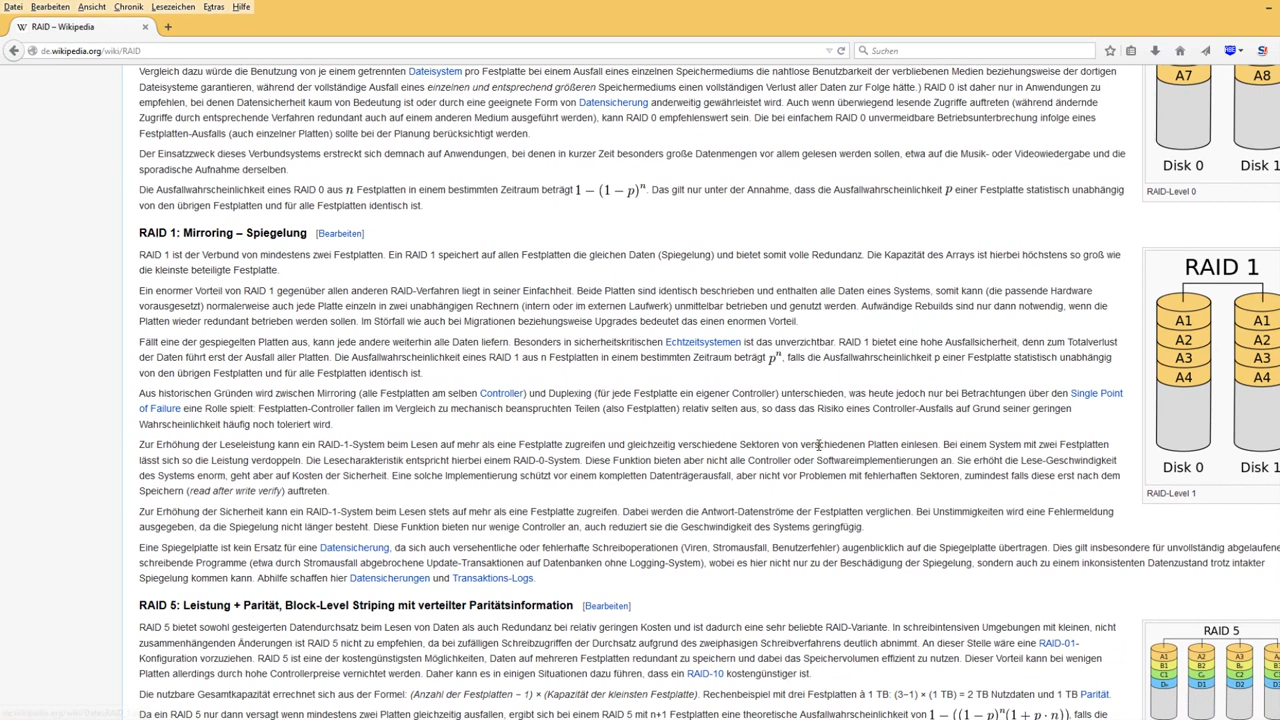 Datei Bearbeiten Ansicht Chronik Lesezeichen Extras Hilfe
W RAID – Wikipedia
de.wikipedia.org/wiki/RAID
Suchen
Vergleich dazu würde die Benutzung von je einem getrennten Dateisystem pro Festplatte bei einem Ausfall eines einzelnen Speichermediums die nahtlose Benutzbarkeit der verbliebenen Medien beziehungsweise der dortigen
Dateisysteme garantieren, während der vollständige Ausfall eines einzelnen und entsprechend größeren Speichermediums einen vollständigen Verlust aller Daten zur Folge hätte.) RAID 0 ist daher nur in Anwendungen zu
empfehlen, bei denen Datensicherheit kaum von Bedeutung ist oder durch eine geeignete Form von Datensicherung anderweitig gewährleistet wird. Auch wenn überwiegend lesende Zugriffe auftreten (während ändernde
Zugriffe durch entsprechende Verfahren redundant auch auf einem anderen Medium ausgeführt werden), kann RAID 0 empfehlenswert sein. Die bei einfachem RAID 0 unvermeidbare Betriebsunterbrechung infolge eines
Festplatten-Ausfalls (auch einzelner Platten) sollte bei der Planung berücksichtigt werden.
Der Einsatzzweck dieses Verbundsystems erstreckt sich demnach auf Anwendungen, bei denen in kurzer Zeit besonders große Datenmengen vor allem gelesen werden sollen, etwa auf die Musik- oder Videowiedergabe und die
sporadische Aufnahme derselben.
Die Ausfallwahrscheinlichkeit eines RAID 0 aus n Festplatten in einem bestimmten Zeitraum beträgt 1 − (1 − p)^n. Das gilt nur unter der Annahme, dass die Ausfallwahrscheinlichkeit p einer Festplatte statistisch unabhängig
von den übrigen Festplatten und für alle Festplatten identisch ist.
RAID 1: Mirroring – Spiegelung [Bearbeiten]
RAID 1 ist der Verbund von mindestens zwei Festplatten. Ein RAID 1 speichert auf allen Festplatten die gleichen Daten (Spiegelung) und bietet somit volle Redundanz. Die Kapazität des Arrays ist hierbei höchstens so groß wie
die kleinste beteiligte Festplatte.
Ein enormer Vorteil von RAID 1 gegenüber allen anderen RAID-Verfahren liegt in seiner Einfachheit. Beide Platten sind identisch beschrieben und enthalten alle Daten eines Systems, somit kann (die passende Hardware
vorausgesetzt) normalerweise auch jede Platte einzeln in zwei unabhängigen Rechnern (intern oder im externen Laufwerk) unmittelbar betrieben und genutzt werden. Aufwändige Rebuilds sind nur dann notwendig, wenn die
Platten wieder redundant betrieben werden sollen. Im Störfall wie auch bei Migrationen beziehungsweise Upgrades bedeutet das einen enormen Vorteil.
Fällt eine der gespiegelten Platten aus, kann jede andere weiterhin alle Daten liefern. Besonders in sicherheitskritischen Echtzeitsystemen ist das unverzichtbar. RAID 1 bietet eine hohe Ausfallsicherheit, denn zum Totalverlust
der Daten führt erst der Ausfall aller Platten. Die Ausfallwahrscheinlichkeit eines RAID 1 aus n Festplatten in einem bestimmten Zeitraum beträgt p^n, falls die Ausfallwahrscheinlichkeit p einer Festplatte statistisch unabhängig
von den übrigen Festplatten und für alle Festplatten identisch ist.
Aus historischen Gründen wird zwischen Mirroring (alle Festplatten am selben Controller) und Duplexing (für jede Festplatte ein eigener Controller) unterschieden, was heute jedoch nur bei Betrachtungen über den Single Point
of Failure eine Rolle spielt: Festplatten-Controller fallen im Vergleich zu mechanisch beanspruchten Teilen (also Festplatten) relativ selten aus, so dass das Risiko eines Controller-Ausfalls auf Grund seiner geringen
Wahrscheinlichkeit häufig noch toleriert wird.
Zur Erhöhung der Leseleistung kann ein RAID-1-System beim Lesen auf mehr als eine Festplatte zugreifen und gleichzeitig verschiedene Sektoren von verschiedenen Platten einlesen. Bei einem System mit zwei Festplatten
lässt sich so die Leistung verdoppeln. Die Lesecharakteristik entspricht hierbei einem RAID-0-System. Diese Funktion bieten aber nicht alle Controller oder Softwareimplementierungen an. Sie erhöht die Lese-Geschwindigkeit
des Systems enorm, geht aber auf Kosten der Sicherheit. Eine solche Implementierung schützt vor einem kompletten Datenträgerausfall, aber nicht vor Problemen mit fehlerhaften Sektoren, zumindest falls diese erst nach dem
Speichern (read after write verify) auftreten.
Zur Erhöhung der Sicherheit kann ein RAID-1-System beim Lesen stets auf mehr als eine Festplatte zugreifen. Dabei werden die Antwort-Datenströme der Festplatten verglichen. Bei Unstimmigkeiten wird eine Fehlermeldung
ausgegeben, da die Spiegelung nicht länger besteht. Diese Funktion bieten nur wenige Controller an, auch reduziert sie die Geschwindigkeit des Systems geringfügig.
Eine Spiegelplatte ist kein Ersatz für eine Datensicherung, da sich auch versehentliche oder fehlerhafte Schreiboperationen (Viren, Stromausfall, Benutzerfehler) augenblicklich auf die Spiegelplatte übertragen. Dies gilt insbesondere für unvollständig abgelaufene
schreibende Programme (etwa durch Stromausfall abgebrochene Update-Transaktionen auf Datenbanken ohne Logging-System), wobei es hier nicht nur zu der Beschädigung der Spiegelung, sondern auch zu einem inkonsistenten Datenzustand trotz intakter
Spiegelung kommen kann. Abhilfe schaffen hier Datensicherungen und Transaktions-Logs.
RAID 5: Leistung + Parität, Block-Level Striping mit verteilter Paritätsinformation [Bearbeiten]
RAID 5 bietet sowohl gesteigerten Datendurchsatz beim Lesen von Daten als auch Redundanz bei relativ geringen Kosten und ist dadurch eine sehr beliebte RAID-Variante. In schreibintensiven Umgebungen mit kleinen, nicht
zusammenhängenden Änderungen ist RAID 5 nicht zu empfehlen, da bei zufälligen Schreibzugriffen der Durchsatz aufgrund des zweiphasigen Schreibverfahrens deutlich abnimmt. An dieser Stelle wäre eine RAID-01-
Konfiguration vorzuziehen. RAID 5 ist eine der kostengünstigsten Möglichkeiten, Daten auf mehreren Festplatten redundant zu speichern und dabei das Speichervolumen effizient zu nutzen. Dieser Vorteil kann bei wenigen
Platten allerdings durch hohe Controllerpreise vernichtet werden. Daher kann es in einigen Situationen dazu führen, dass ein RAID-10 kostengünstiger ist.
Die nutzbare Gesamtkapazität errechnet sich aus der Formel: (Anzahl der Festplatten − 1) × (Kapazität der kleinsten Festplatte). Rechenbeispiel mit drei Festplatten à 1 TB: (3−1) × (1 TB) = 2 TB Nutzdaten und 1 TB Parität.
Da ein RAID 5 nur dann versagt wenn mindestens zwei Platten gleichzeitig ausfallen, ergibt sich bei einem RAID 5 mit n+1 Festplatten eine theoretische Ausfallwahrscheinlichkeit von 1 − ((1 − p)^n(1 + p · n)), falls die
A7 A8
Disk 0 Disk 1
RAID-Level 0
RAID 1
A1 A1
A2 A2
A3 A3
A4 A4
Disk 0 Disk 1
RAID-Level 1
RAID 5
A1 A2 A3
B1 B2
C1
D1 D2